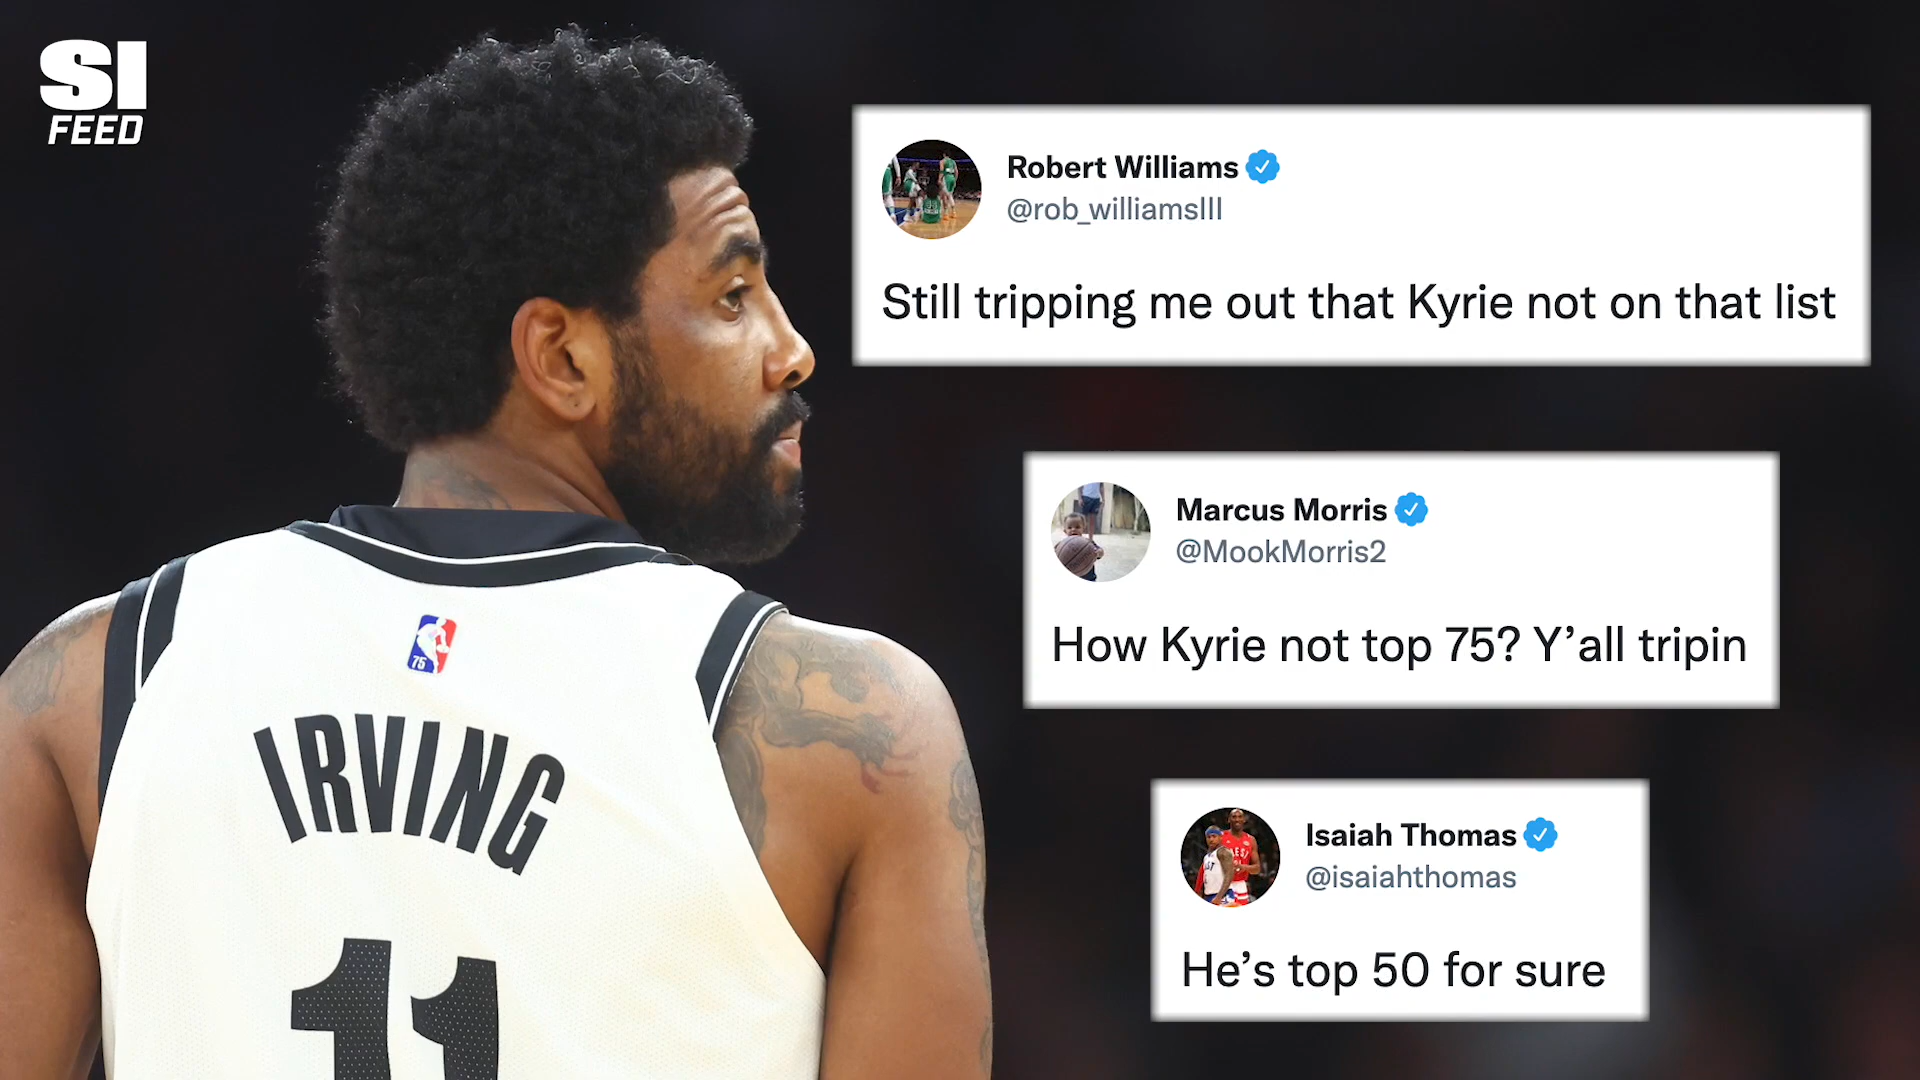 SI
FEED
Robert Williams
@rob_williamsIII
Still tripping me out that Kyrie not on that list
Marcus Morris
@MookMorris2
How Kyrie not top 75? Y’all tripin
75
IRVING
11
Isaiah Thomas
@isaiahthomas
He’s top 50 for sure